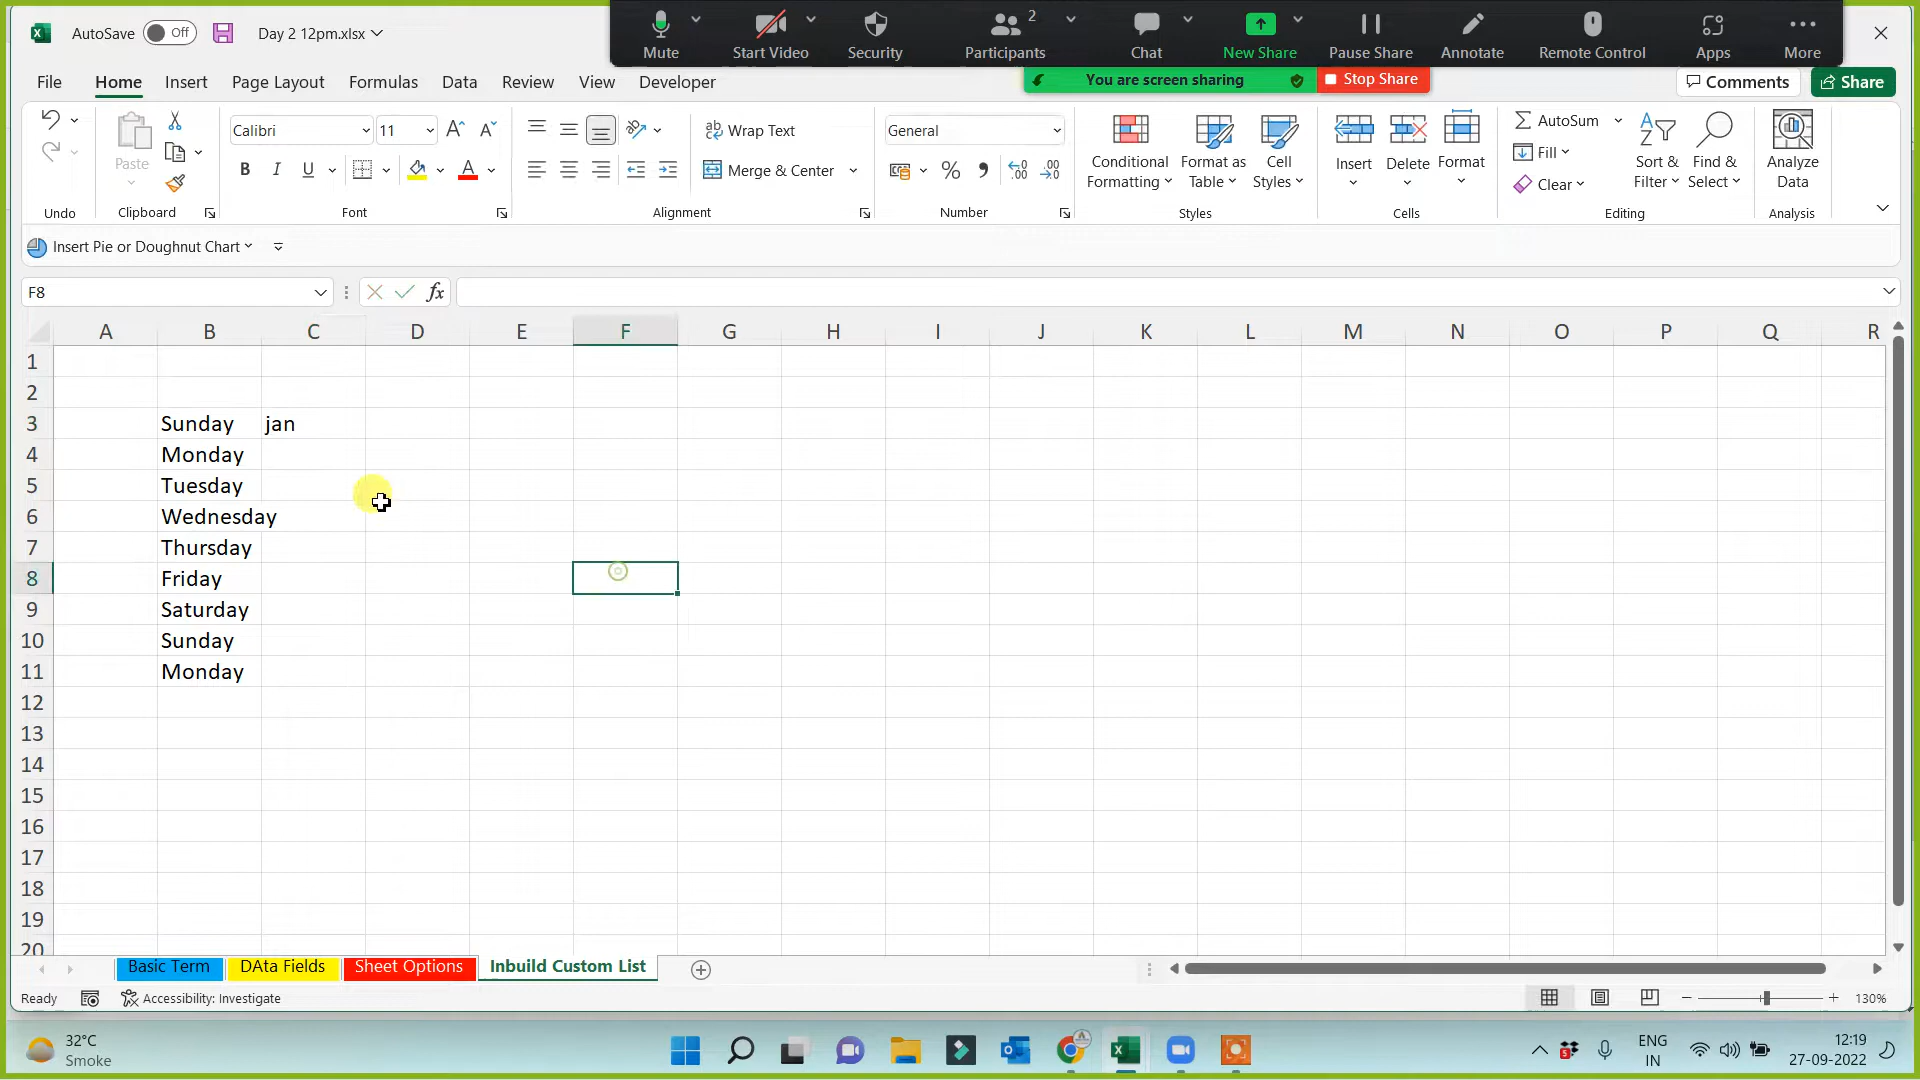 AutoSave Off Day 2 12pm.xlsx
Mute Start Video Security Participants 2 Chat New Share Pause Share Annotate Remote Control Apps More
You are screen sharing Stop Share
File Home Insert Page Layout Formulas Data Review View Developer Comments Share
Calibri 11 Wrap Text General AutoSum
Paste B I U Merge & Center % Conditional Formatting Format as Table Cell Styles Insert Delete Format Fill Clear Sort & Filter Find & Select Analyze Data
Undo Clipboard Font Alignment Number Styles Cells Editing Analysis
Insert Pie or Doughnut Chart
F8 fx
A B C D E F G H I J K L M N O P Q R
1
2
3 Sunday jan
4 Monday
5 Tuesday
6 Wednesday
7 Thursday
8 Friday
9 Saturday
10 Sunday
11 Monday
12
13
14
15
16
17
18
19
20
Basic Term DAta Fields Sheet Options Inbuild Custom List
Ready Accessibility: Investigate 130%
32°C ENG 12:19
Smoke 5 IN 27-09-2022